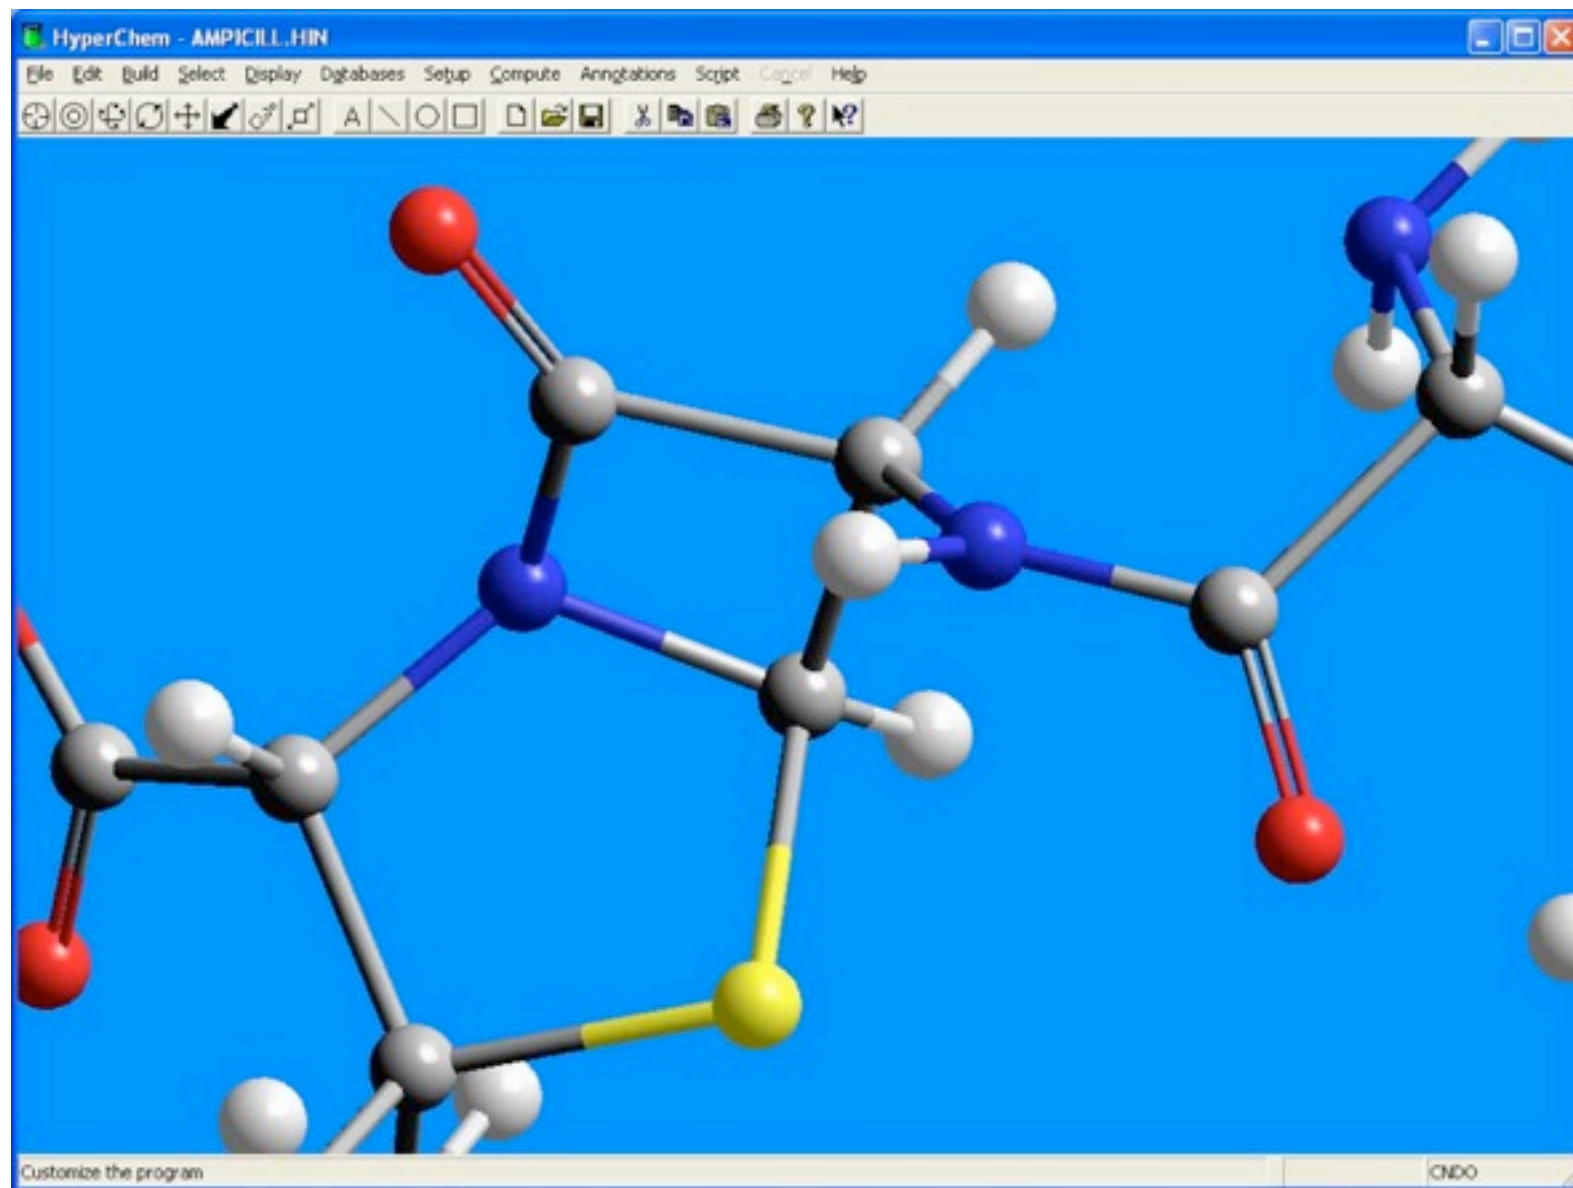 HyperChem - AMPICILL.HIN
File Edit Build Select Display Databases Setup Compute Annotations Script Cancel Help
A ? ?
Customize the program CNDO